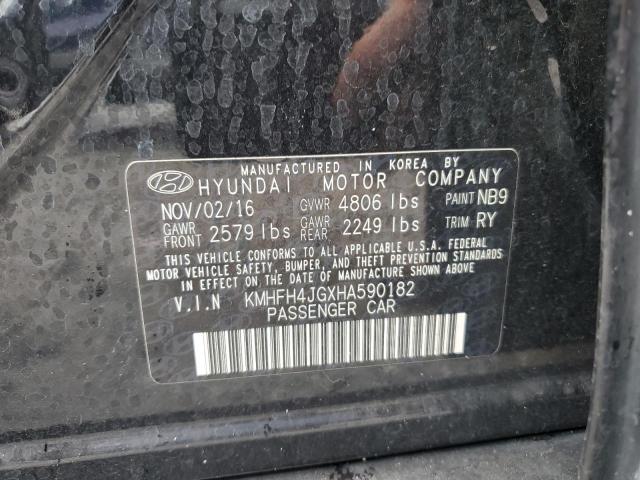 MANUFACTURED IN KOREA BY
HYUNDAI MOTOR COMPANY
NOV/02/16 GVWR 4806 lbs PAINT NB9
GAWR FRONT 2579 lbs GAWR REAR 2249 lbs TRIM RY
THIS VEHICLE CONFORMS TO ALL APPLICABLE U.S.A. FEDERAL
MOTOR VEHICLE SAFETY, BUMPER, AND THEFT PREVENTION STANDARDS
IN EFFECT ON THE DATE OF MANUFACTURE SHOWN ABOVE.
V.I.N KMHFH4JGXHA590182
PASSENGER CAR